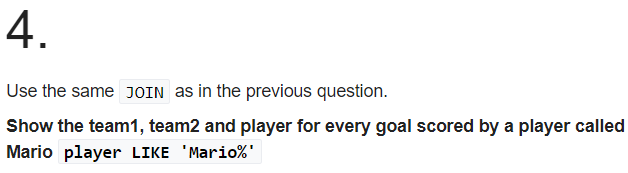 4.
Use the same JOIN as in the previous question.
Show the team1, team2 and player for every goal scored by a player called
Mario player LIKE 'Mario%'